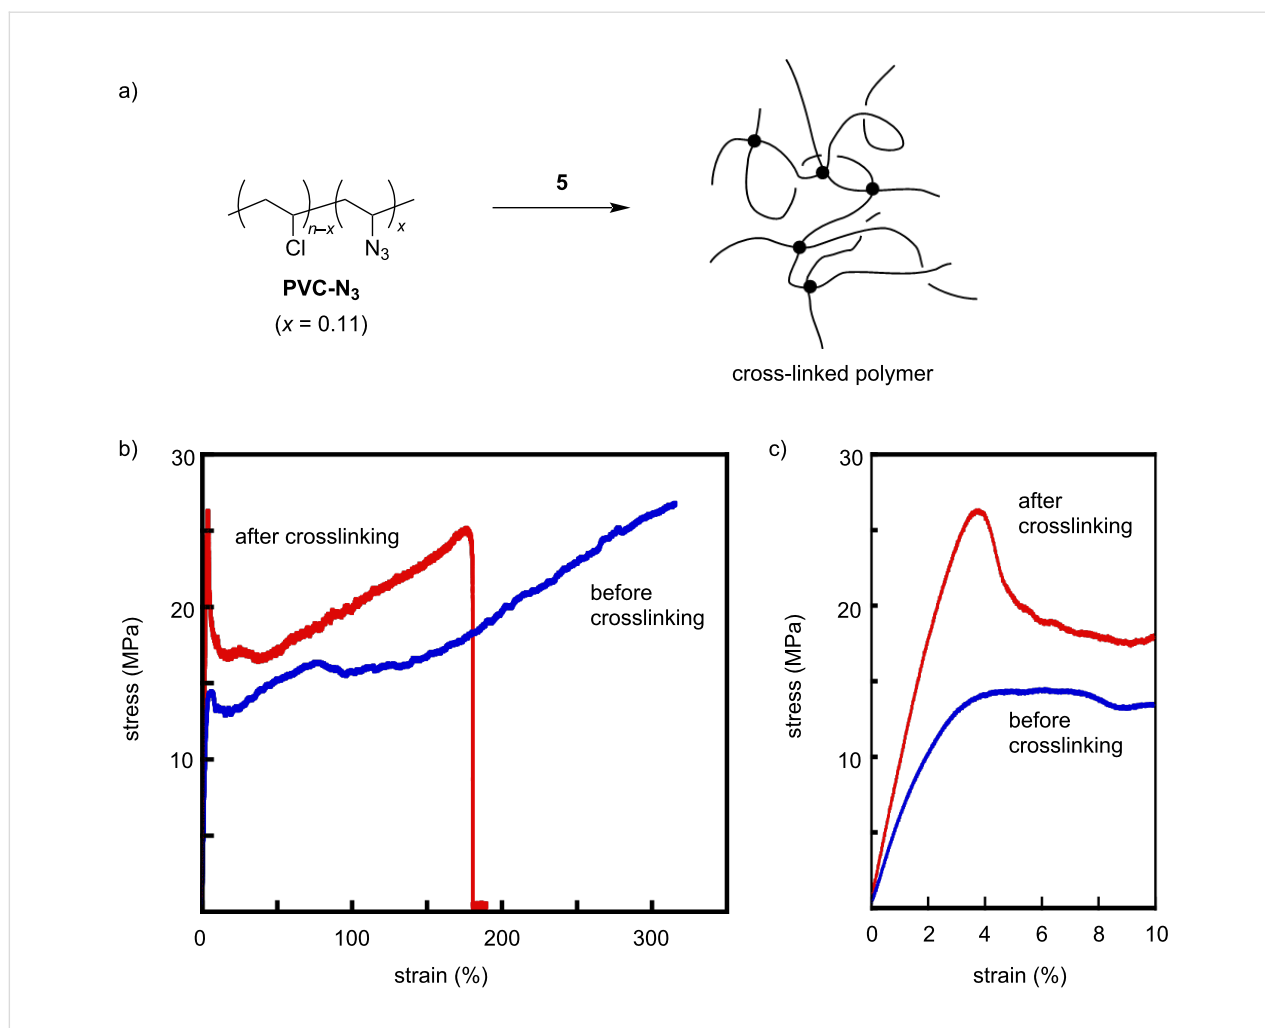 a)
5
Cl
n–x
N3
x
PVC-N3
(x = 0.11)
cross-linked polymer
b)
30
20
10
0
100
200
300
stress (MPa)
strain (%)
after crosslinking
before
crosslinking
c)
30
20
10
0
2
4
6
8
10
stress (MPa)
strain (%)
after
crosslinking
before
crosslinking